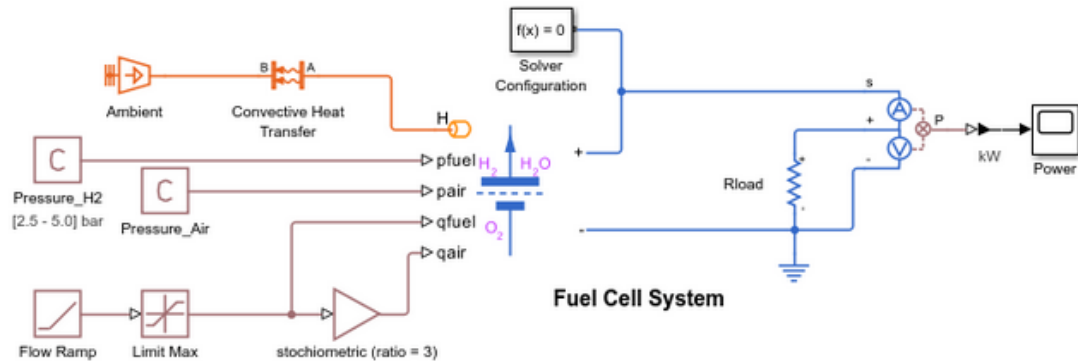 f(x) = 0
Solver
Configuration
B
A
Ambient
Convective Heat
Transfer
H
s
A
+
P
V
-
kW
Power
C
Pressure_H2
[2.5 - 5.0] bar
C
Pressure_Air
pfuel
pair
qfuel
qair
H2
H2O
O2
+
-
Rload
+
-
Fuel Cell System
Flow Ramp
Limit Max
stochiometric (ratio = 3)